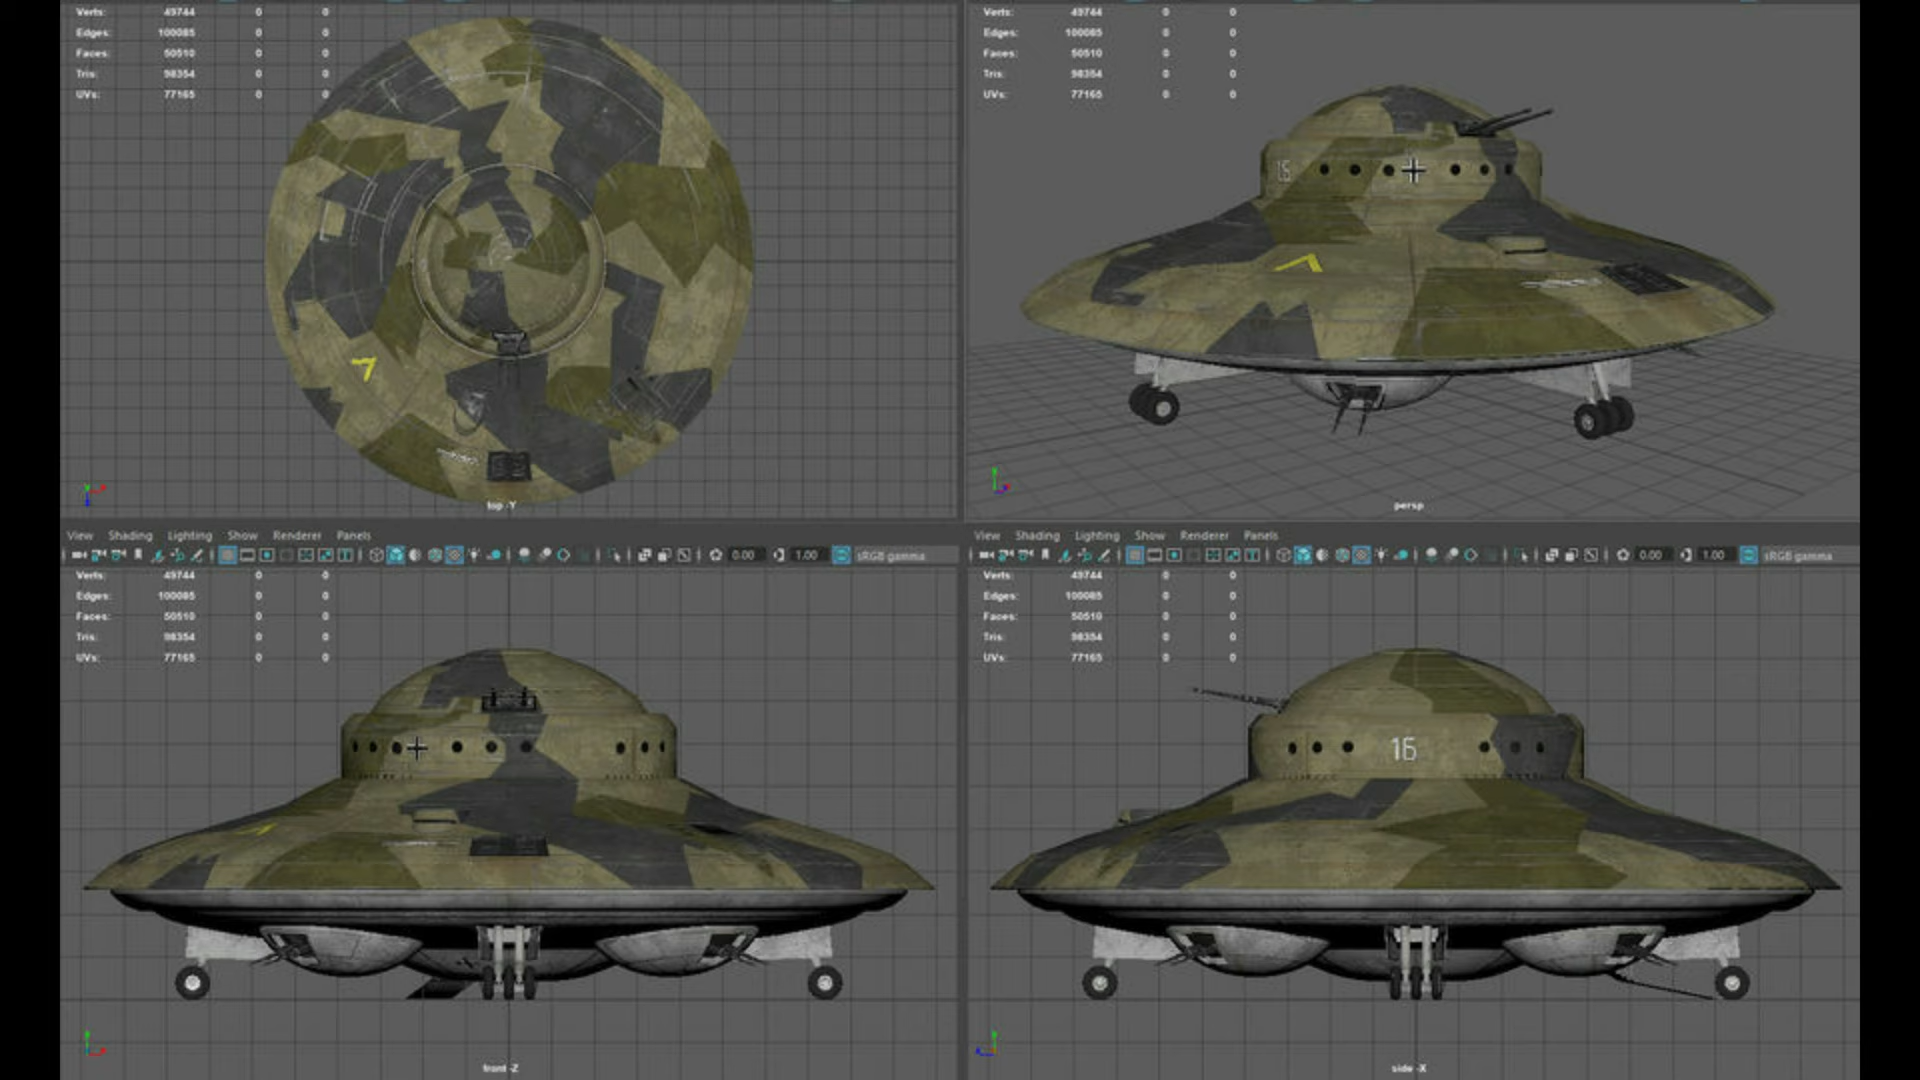 Verts: 49744 0 0
Edges: 100085 0 0
Faces: 50510 0 0
Tris: 98354 0 0
UVs: 77165 0 0
top -Y
Verts: 49744 0 0
Edges: 100085 0 0
Faces: 50510 0 0
Tris: 98354 0 0
UVs: 77165 0 0
15
persp
View Shading Lighting Show Renderer Panels
0.00 1.00 sRGB gamma
Verts: 49744 0 0
Edges: 100085 0 0
Faces: 50510 0 0
Tris: 98354 0 0
UVs: 77165 0 0
front -Z
View Shading Lighting Show Renderer Panels
0.00 1.00 sRGB gamma
Verts: 49744 0 0
Edges: 100085 0 0
Faces: 50510 0 0
Tris: 98354 0 0
UVs: 77165 0 0
16
side -X